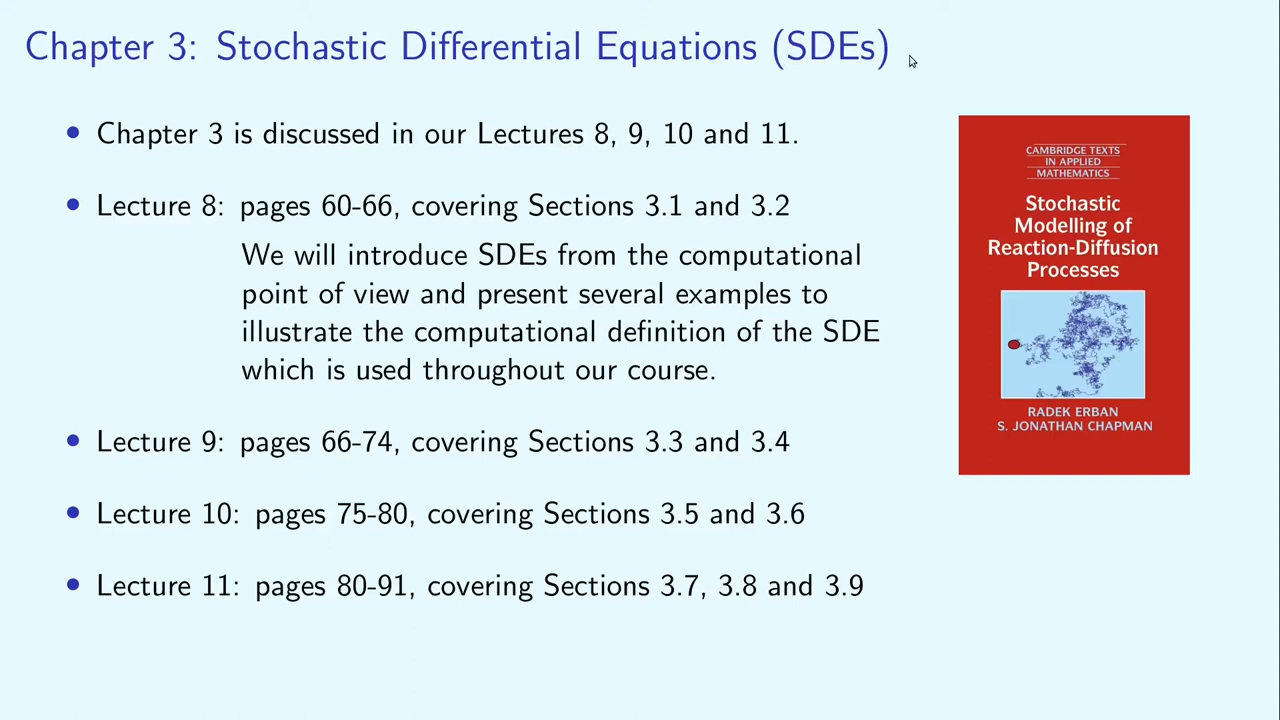 Chapter 3: Stochastic Differential Equations (SDEs)
• Chapter 3 is discussed in our Lectures 8, 9, 10 and 11.
• Lecture 8: pages 60-66, covering Sections 3.1 and 3.2
We will introduce SDEs from the computational
point of view and present several examples to
illustrate the computational definition of the SDE
which is used throughout our course.
• Lecture 9: pages 66-74, covering Sections 3.3 and 3.4
• Lecture 10: pages 75-80, covering Sections 3.5 and 3.6
• Lecture 11: pages 80-91, covering Sections 3.7, 3.8 and 3.9
CAMBRIDGE TEXTS
IN APPLIED
MATHEMATICS
Stochastic
Modelling of
Reaction-Diffusion
Processes
RADEK ERBAN
S. JONATHAN CHAPMAN